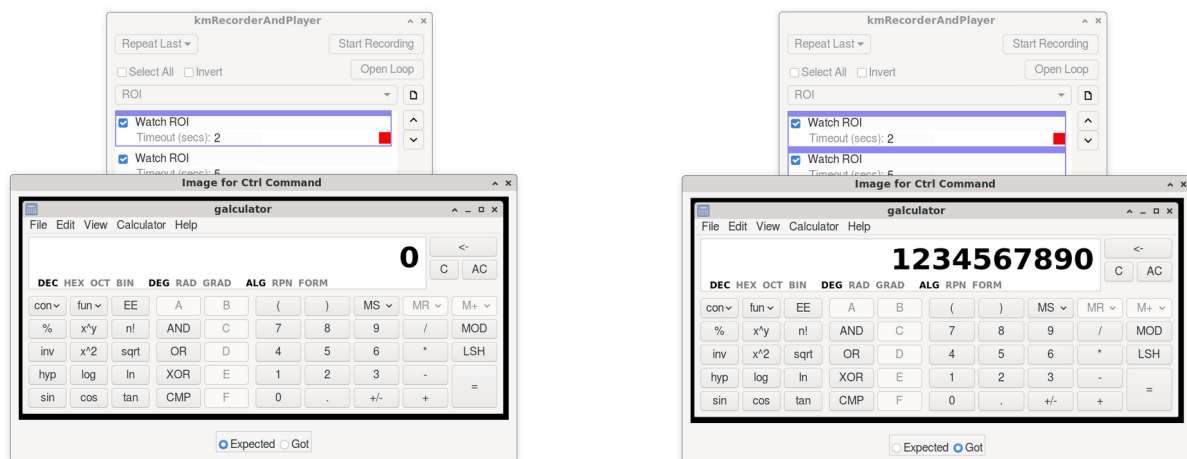 kmRecorderAndPlayer
Repeat Last Start Recording
Select All Invert Open Loop
ROI
Watch ROI
Timeout (secs): 2
Watch ROI
Timeout (secs): 5
Image for Ctrl Command
galculator
File Edit View Calculator Help
0
<-
C AC
DEC HEX OCT BIN DEG RAD GRAD ALG RPN FORM
con fun EE A B ( ) MS MR M+
% x^y n! AND C 7 8 9 / MOD
inv x^2 sqrt OR D 4 5 6 * LSH
hyp log ln XOR E 1 2 3 - =
sin cos tan CMP F 0 . +/- +
Expected Got
kmRecorderAndPlayer
Repeat Last Start Recording
Select All Invert Open Loop
ROI
Watch ROI
Timeout (secs): 2
Watch ROI
Timeout (secs): 5
Image for Ctrl Command
galculator
File Edit View Calculator Help
1234567890
<-
C AC
DEC HEX OCT BIN DEG RAD GRAD ALG RPN FORM
con fun EE A B ( ) MS MR M+
% x^y n! AND C 7 8 9 / MOD
inv x^2 sqrt OR D 4 5 6 * LSH
hyp log ln XOR E 1 2 3 - =
sin cos tan CMP F 0 . +/- +
Expected Got